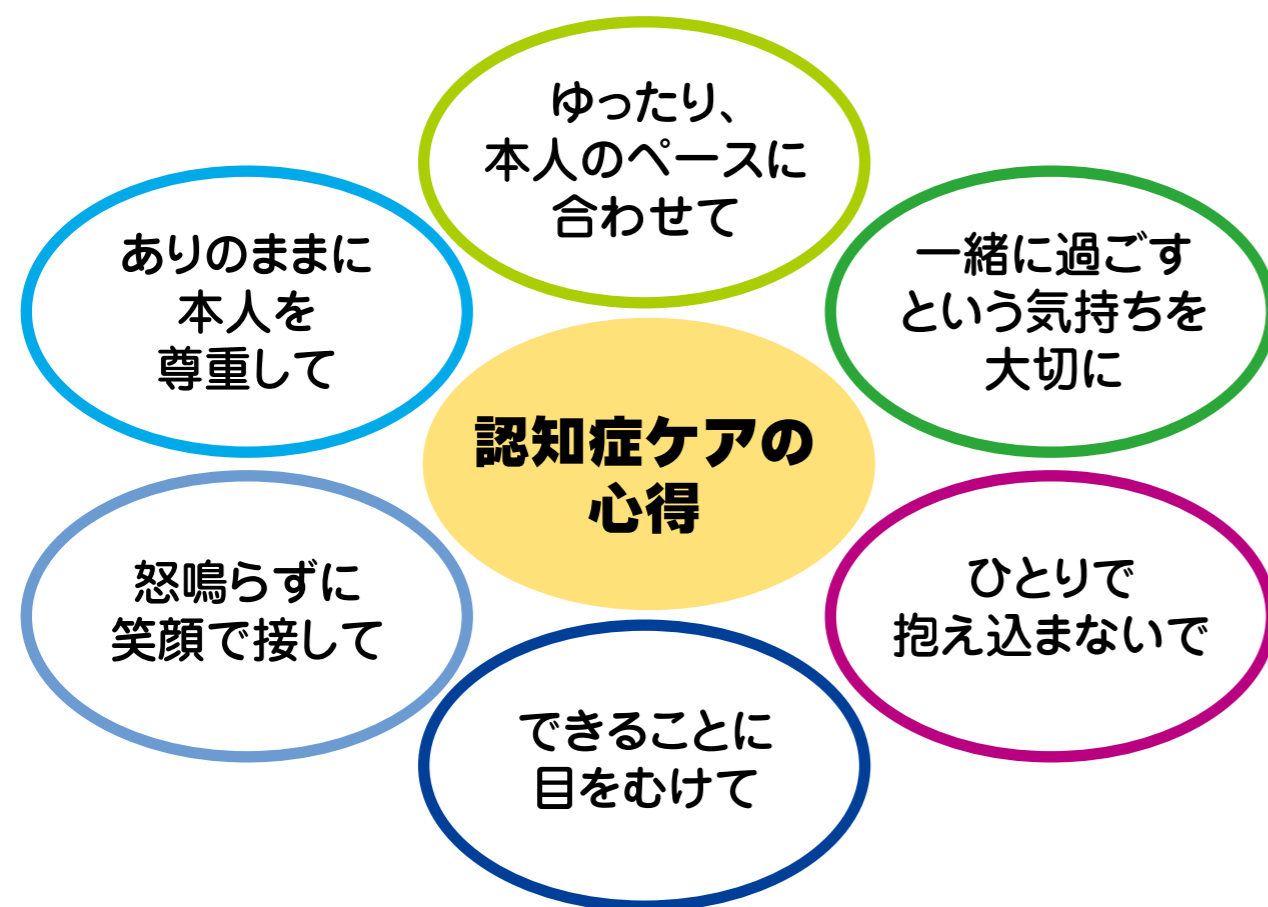 ゆったり、
本人のペースに
合わせて
一緒に過ごす
という気持ちを
大切に
ひとりで
抱え込まないで
できることに
目をむけて
怒鳴らずに
笑顔で接して
ありのままに
本人を
尊重して
認知症ケアの
心得